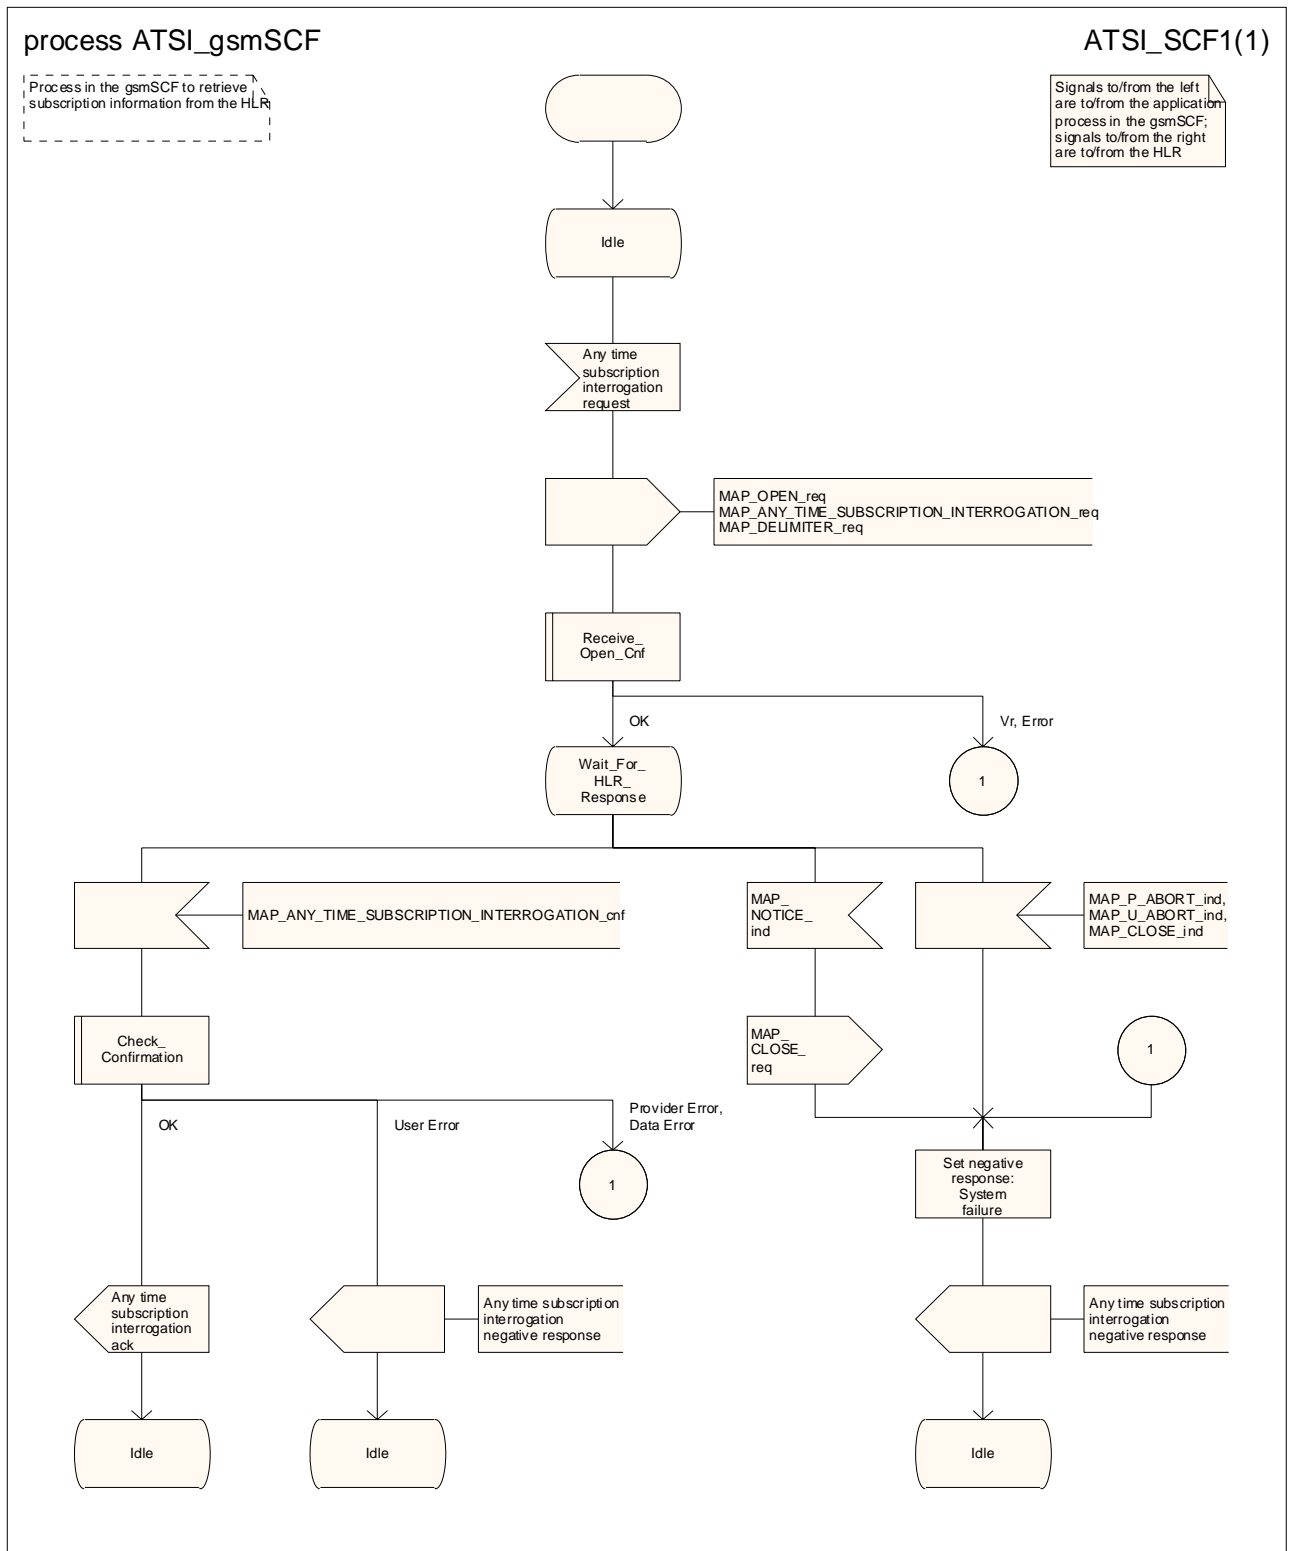 process ATSI_gsmSCF
ATSI_SCF1(1)
Process in the gsmSCF to retrieve
subscription information from the HLR
Signals to/from the left
are to/from the application
process in the gsmSCF;
signals to/from the right
are to/from the HLR
Idle
Any time
subscription
interrogation
request
MAP_OPEN_req
MAP_ANY_TIME_SUBSCRIPTION_INTERROGATION_req
MAP_DELIMITER_req
Receive_
Open_Cnf
OK
Vr, Error
Wait_For_
HLR_
Response
1
MAP_ANY_TIME_SUBSCRIPTION_INTERROGATION_cnf
MAP_
NOTICE_
ind
MAP_P_ABORT_ind,
MAP_U_ABORT_ind,
MAP_CLOSE_ind
Check_
Confirmation
MAP_
CLOSE_
req
1
OK
User Error
Provider Error,
Data Error
1
Set negative
response:
System
failure
Any time
subscription
interrogation
ack
Any time subscription
interrogation
negative response
Any time subscription
interrogation
negative response
Idle
Idle
Idle